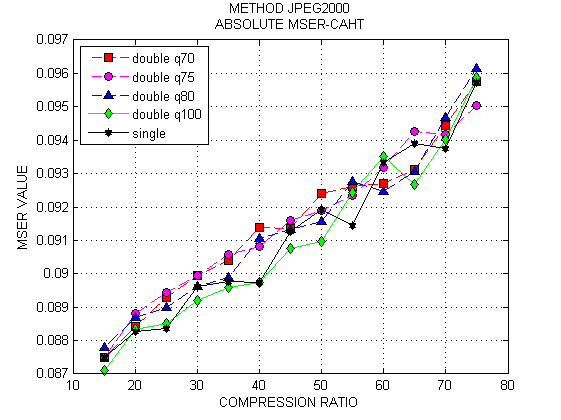 METHOD JPEG2000
ABSOLUTE MSER-CAHT
0.097
0.096
0.095
0.094
0.093
0.092
0.091
0.09
0.089
0.088
0.087
MSER VALUE
double q70
double q75
double q80
double q100
single
10 20 30 40 50 60 70 80
COMPRESSION RATIO